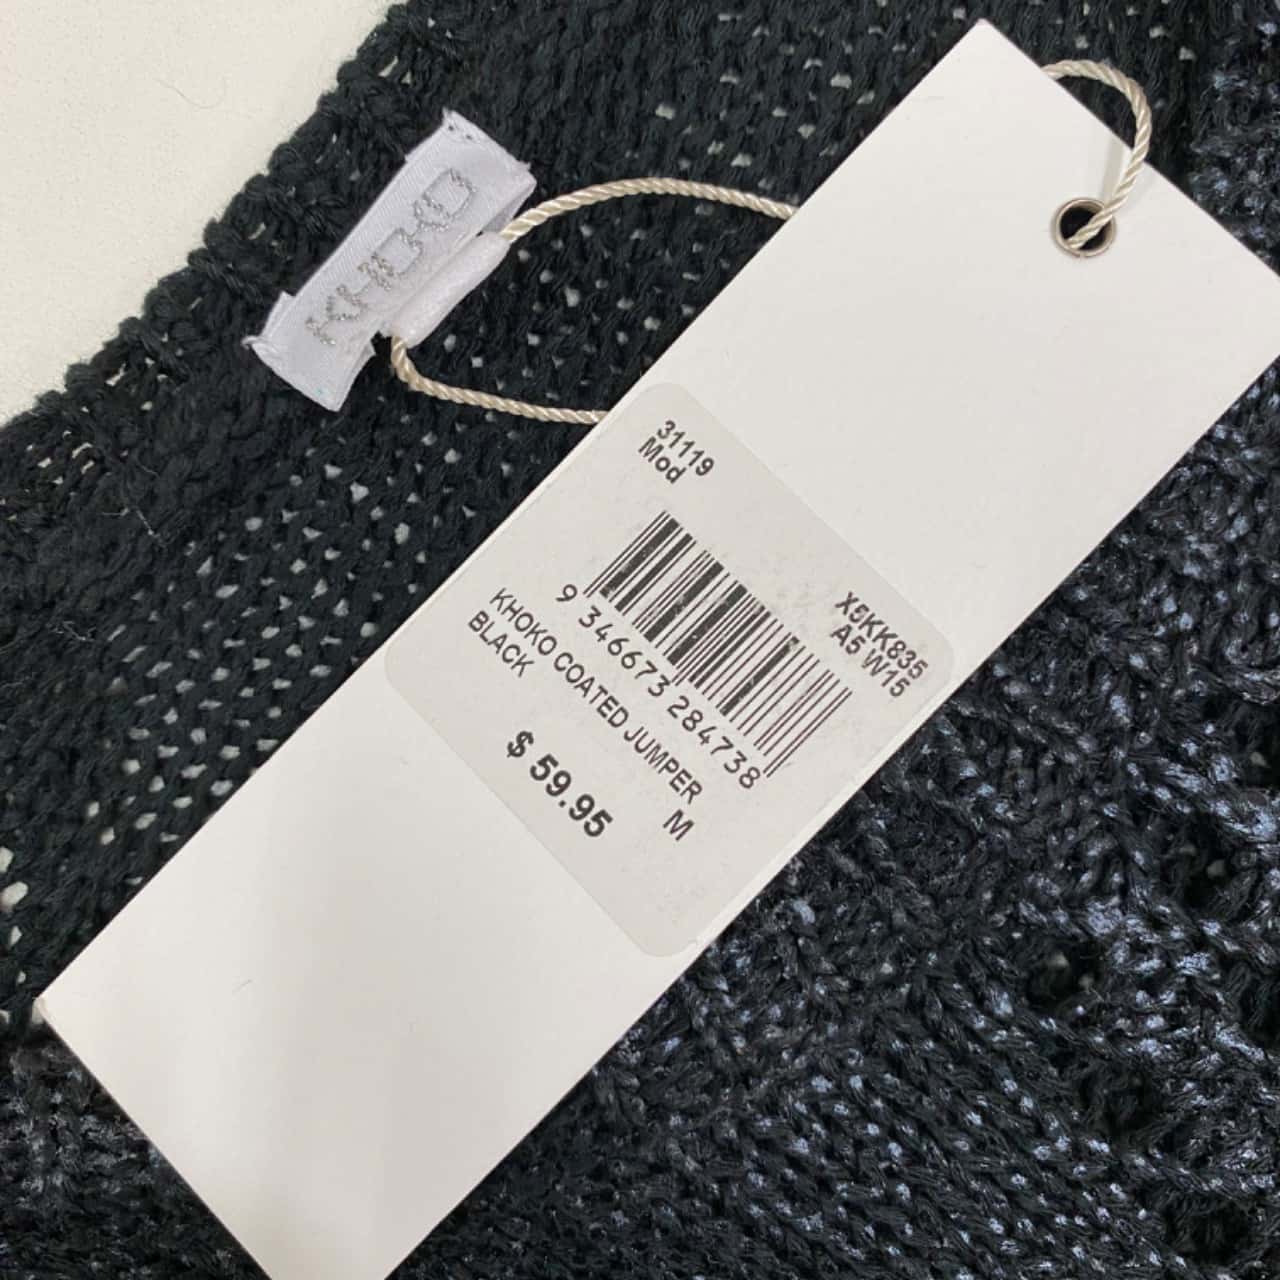 KHOKO
31119
Mod
X5KK835
A5 W15
9 346673 284738
KHOKO COATED JUMPER
BLACK
M
$ 59.95